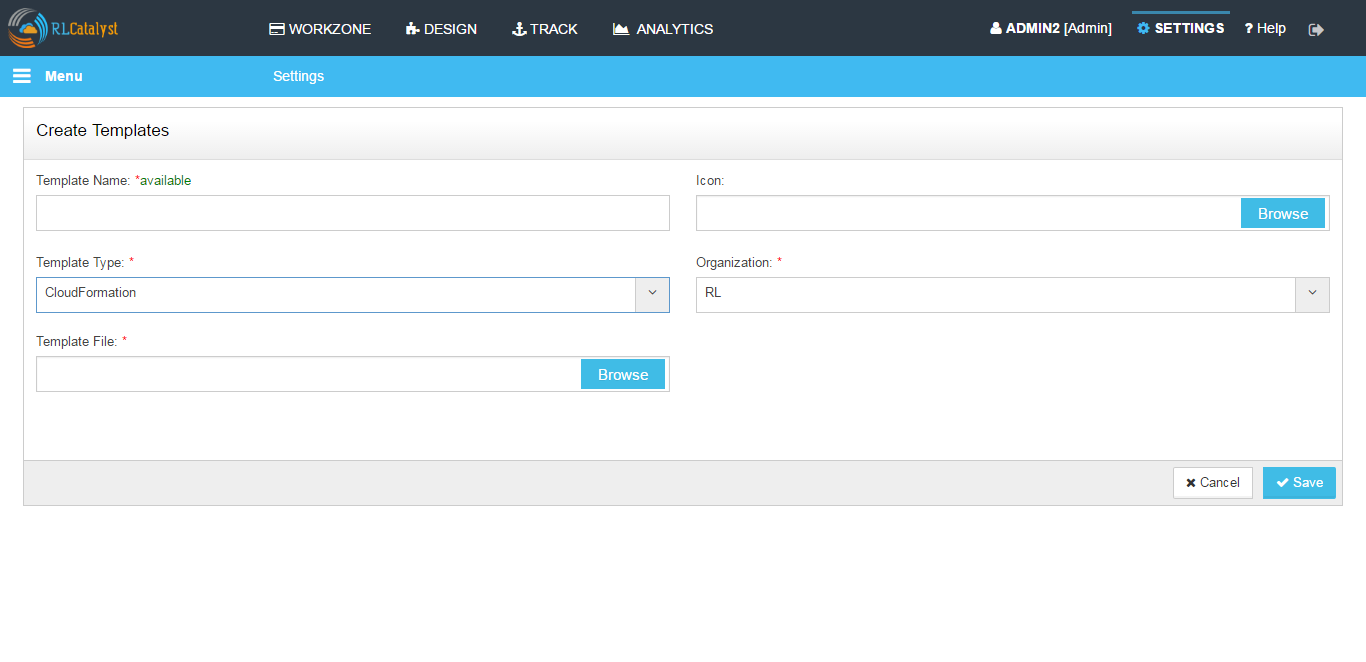 RLCatalyst WORKZONE DESIGN TRACK ANALYTICS ADMIN2 [Admin] SETTINGS ? Help
Menu Settings
Create Templates
Template Name: *available Icon:
Browse
Template Type: * Organization: *
CloudFormation RL
Template File: *
Browse
Cancel Save